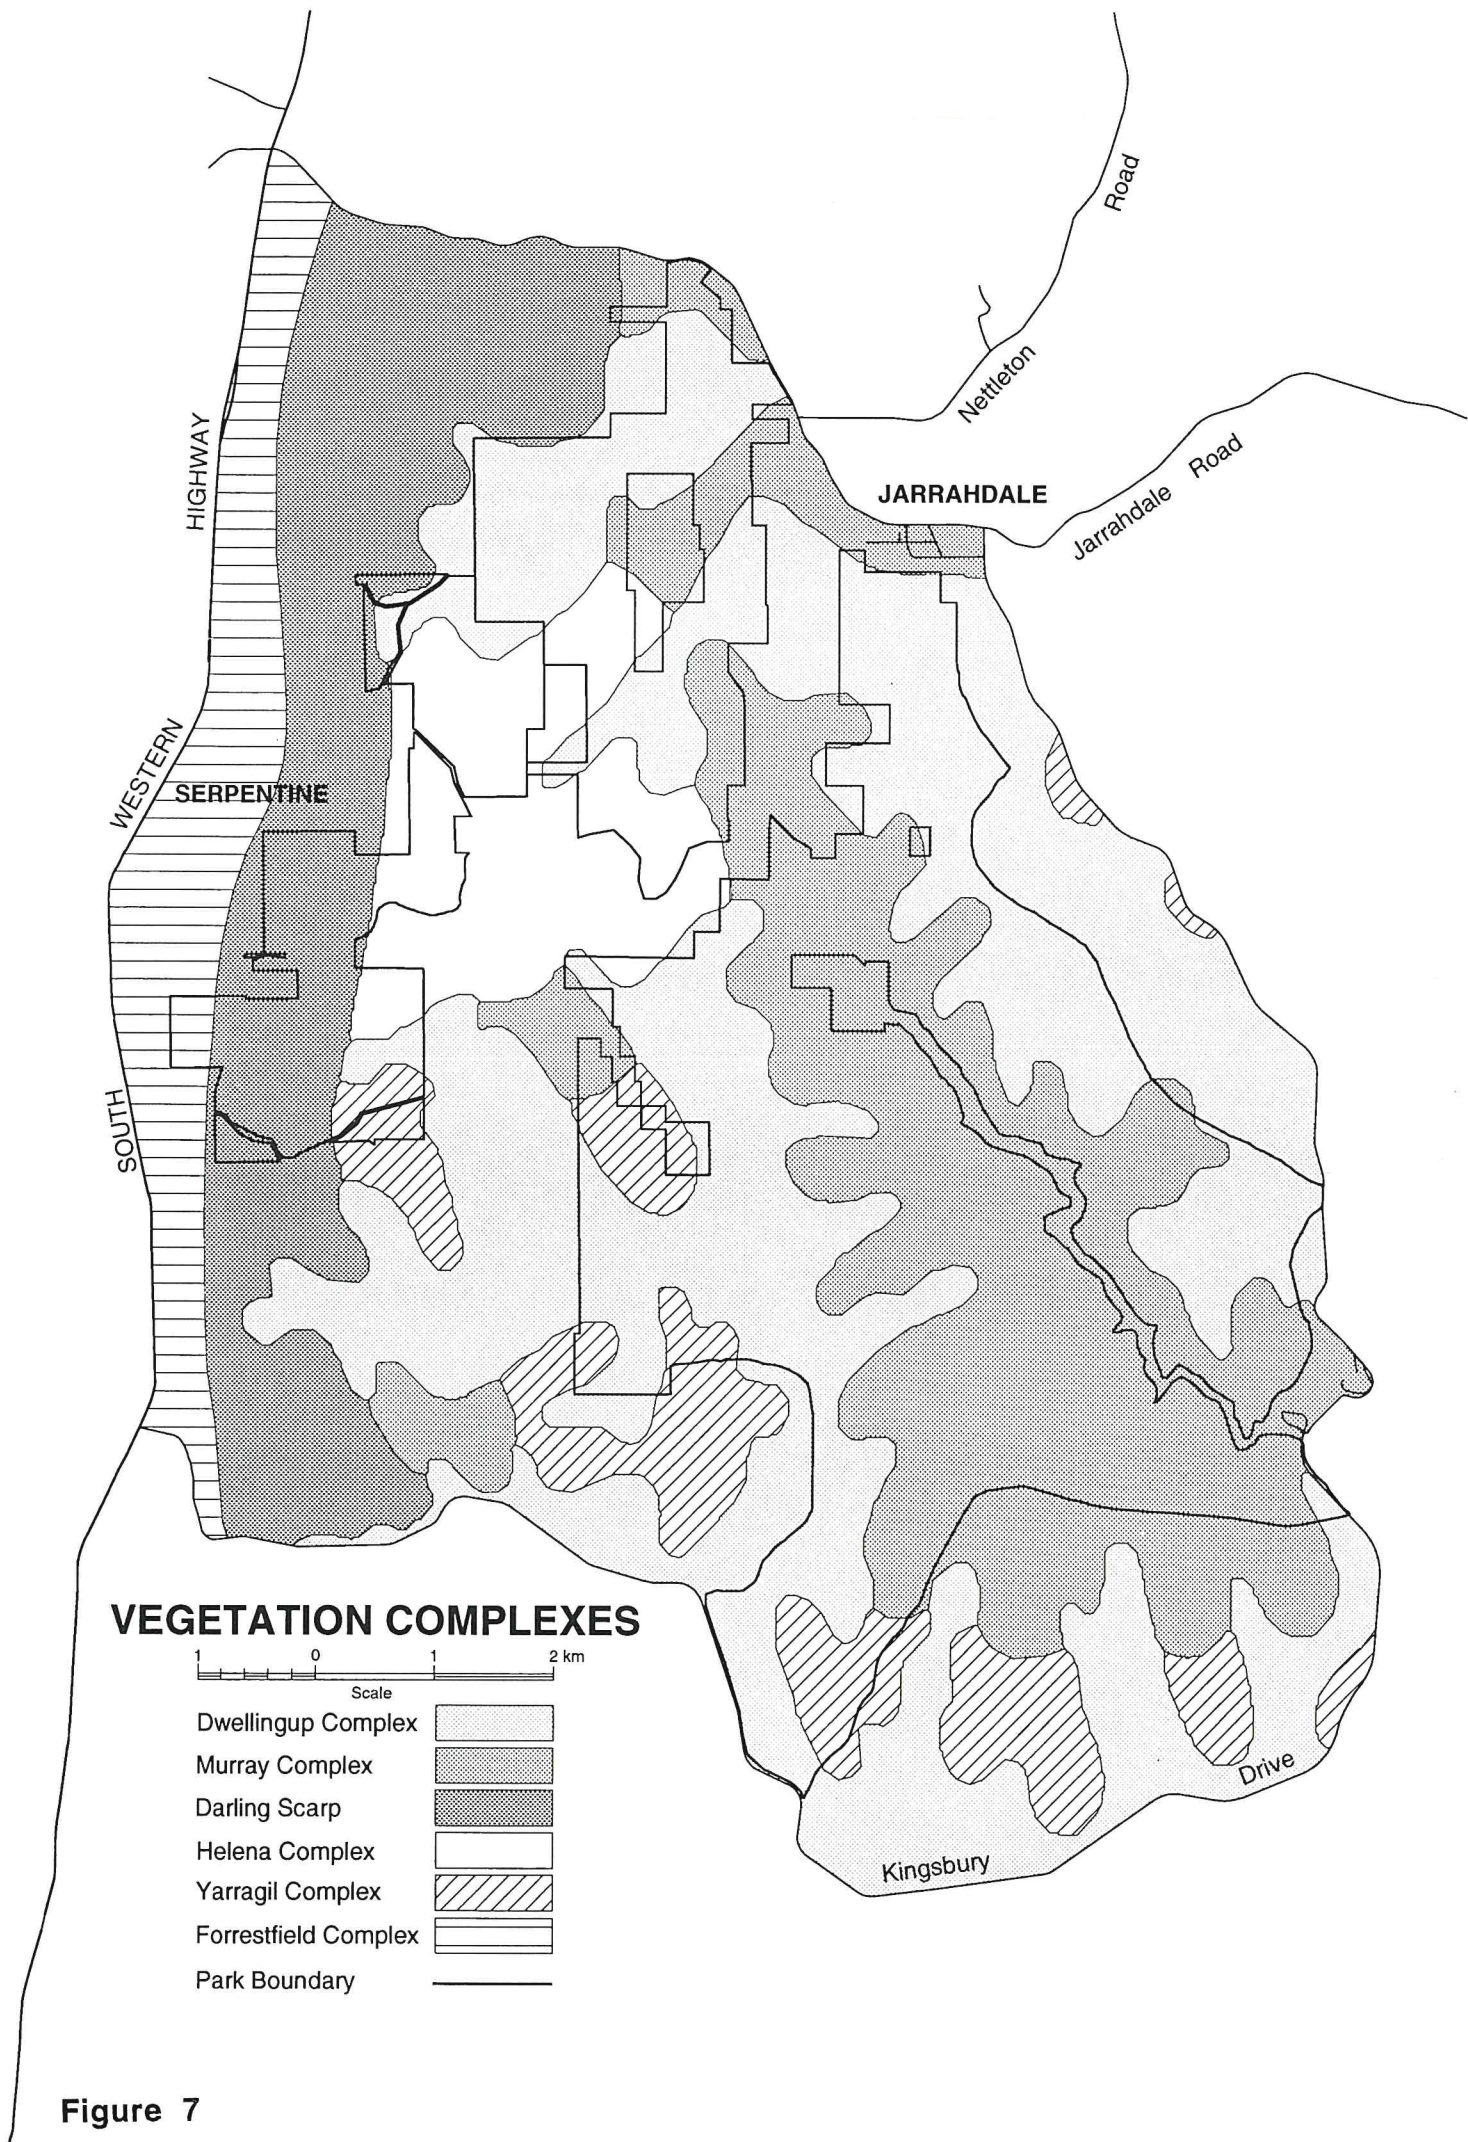 Road
Nettleton
HIGHWAY
Jarrahdale Road
JARRAHDALE
WESTERN
SERPENTINE
SOUTH
VEGETATION COMPLEXES
1 0 1 2 km
Scale
Dwellingup Complex
Murray Complex
Darling Scarp
Helena Complex
Yarragil Complex
Forrestfield Complex
Park Boundary
Drive
Kingsbury
Figure 7